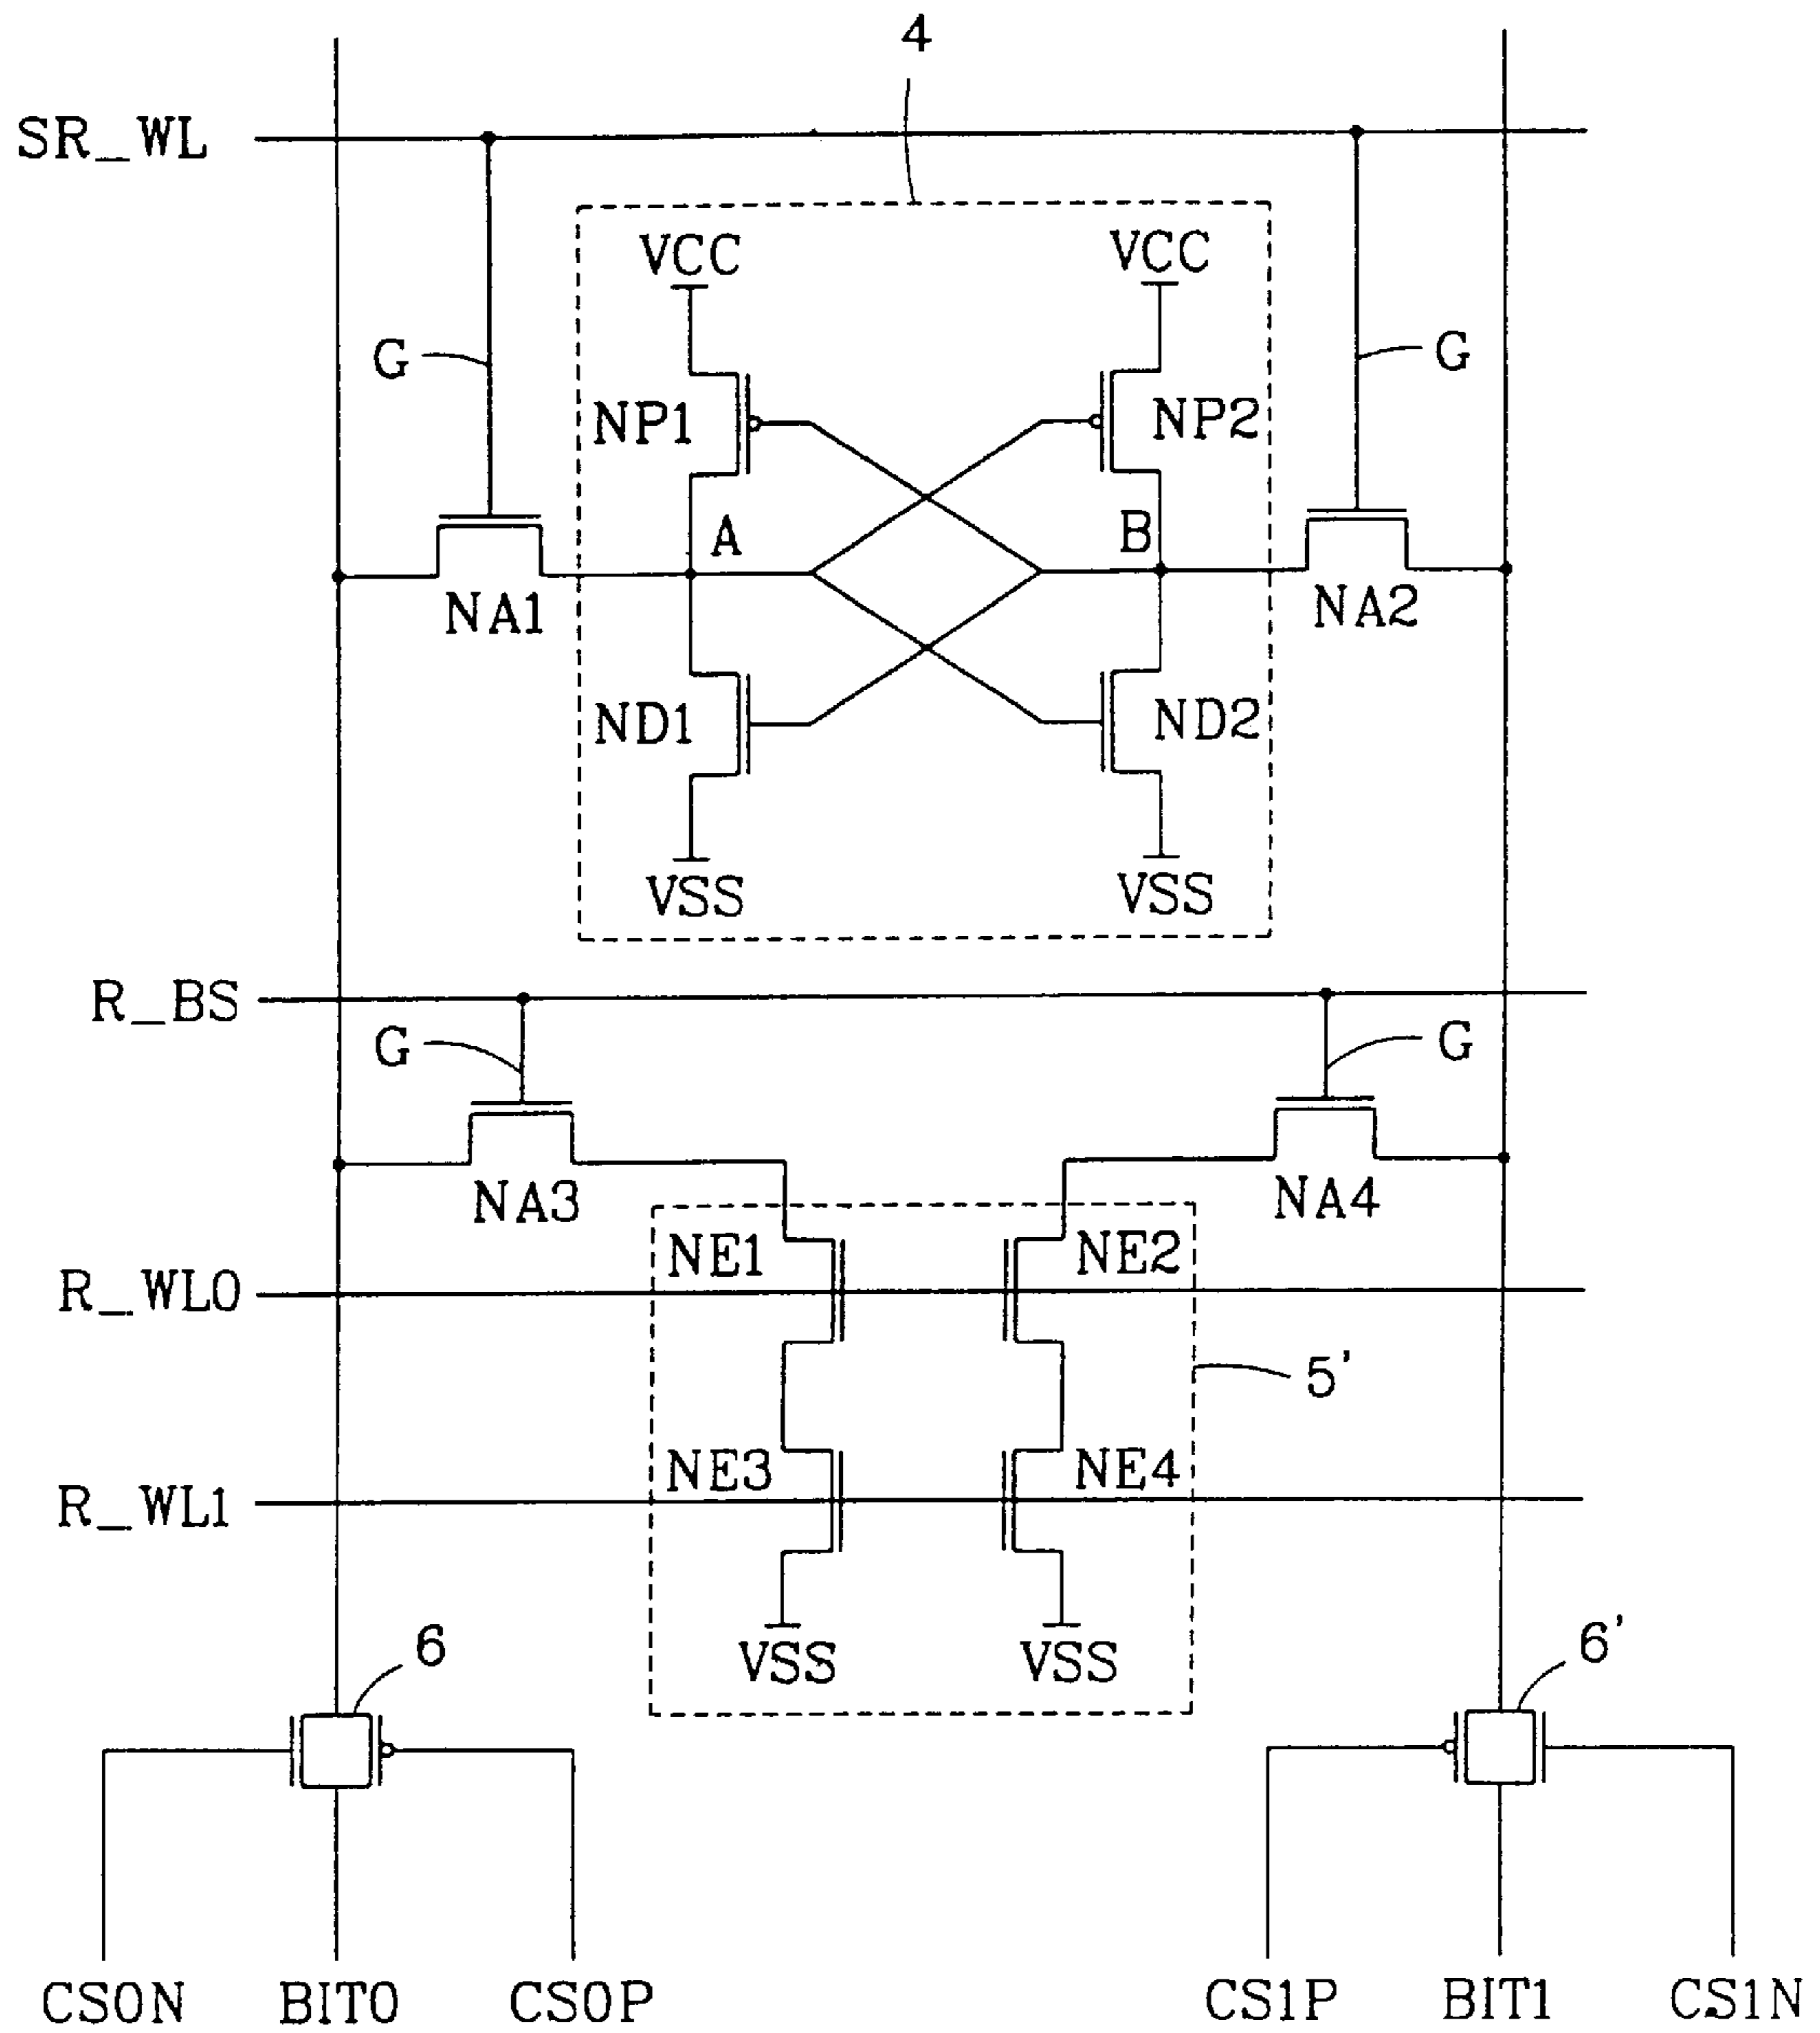 4
SR_WL
VCC VCC
G G
NP1 NP2
A B
NA1 NA2
ND1 ND2
VSS VSS
R_BS
G G
NA3 NA4
NE1 NE2
R_WL0
5'
NE3 NE4
R_WL1
VSS VSS
6 6'
CS0N BIT0 CS0P CS1P BIT1 CS1N